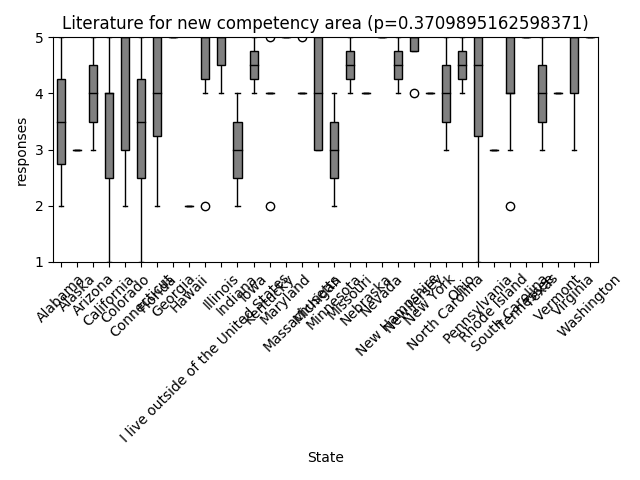 Literature for new competency area (p=0.3709895162598371)
responses
5
4
3
2
1
Alabama
Alaska
Arizona
California
Colorado
Connecticut
Florida
Georgia
Hawaii
I live outside of the United States
Illinois
Indiana
Iowa
Kentucky
Maryland
Massachusetts
Michigan
Minnesota
Missouri
Nebraska
Nevada
New Hampshire
New Jersey
New York
North Carolina
Ohio
Pennsylvania
Rhode Island
South Carolina
Tennessee
Texas
Vermont
Virginia
Washington
State